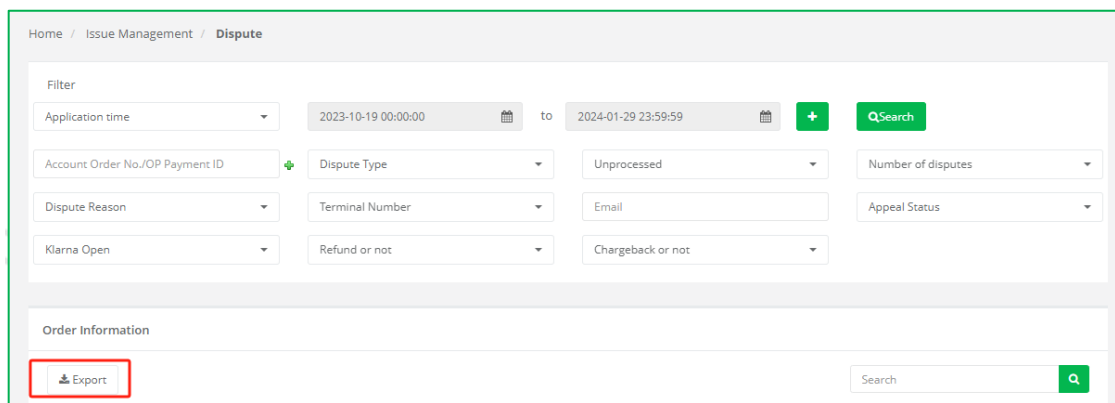 Home / Issue Management / Dispute
Filter
Application time 2023-10-19 00:00:00 to 2024-01-29 23:59:59 + Search
Account Order No./OP Payment ID Dispute Type Unprocessed Number of disputes
Dispute Reason Terminal Number Email Appeal Status
Klarna Open Refund or not Chargeback or not
Order Information
Export Search